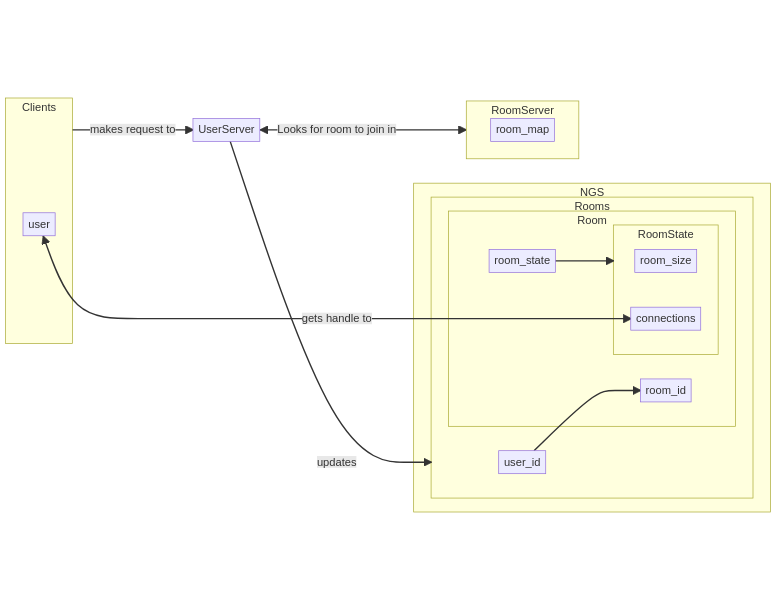 Clients
makes request to
UserServer
Looks for room to join in
RoomServer
room_map
NGS
Rooms
Room
RoomState
user
room_state
room_size
gets handle to
connections
room_id
updates
user_id